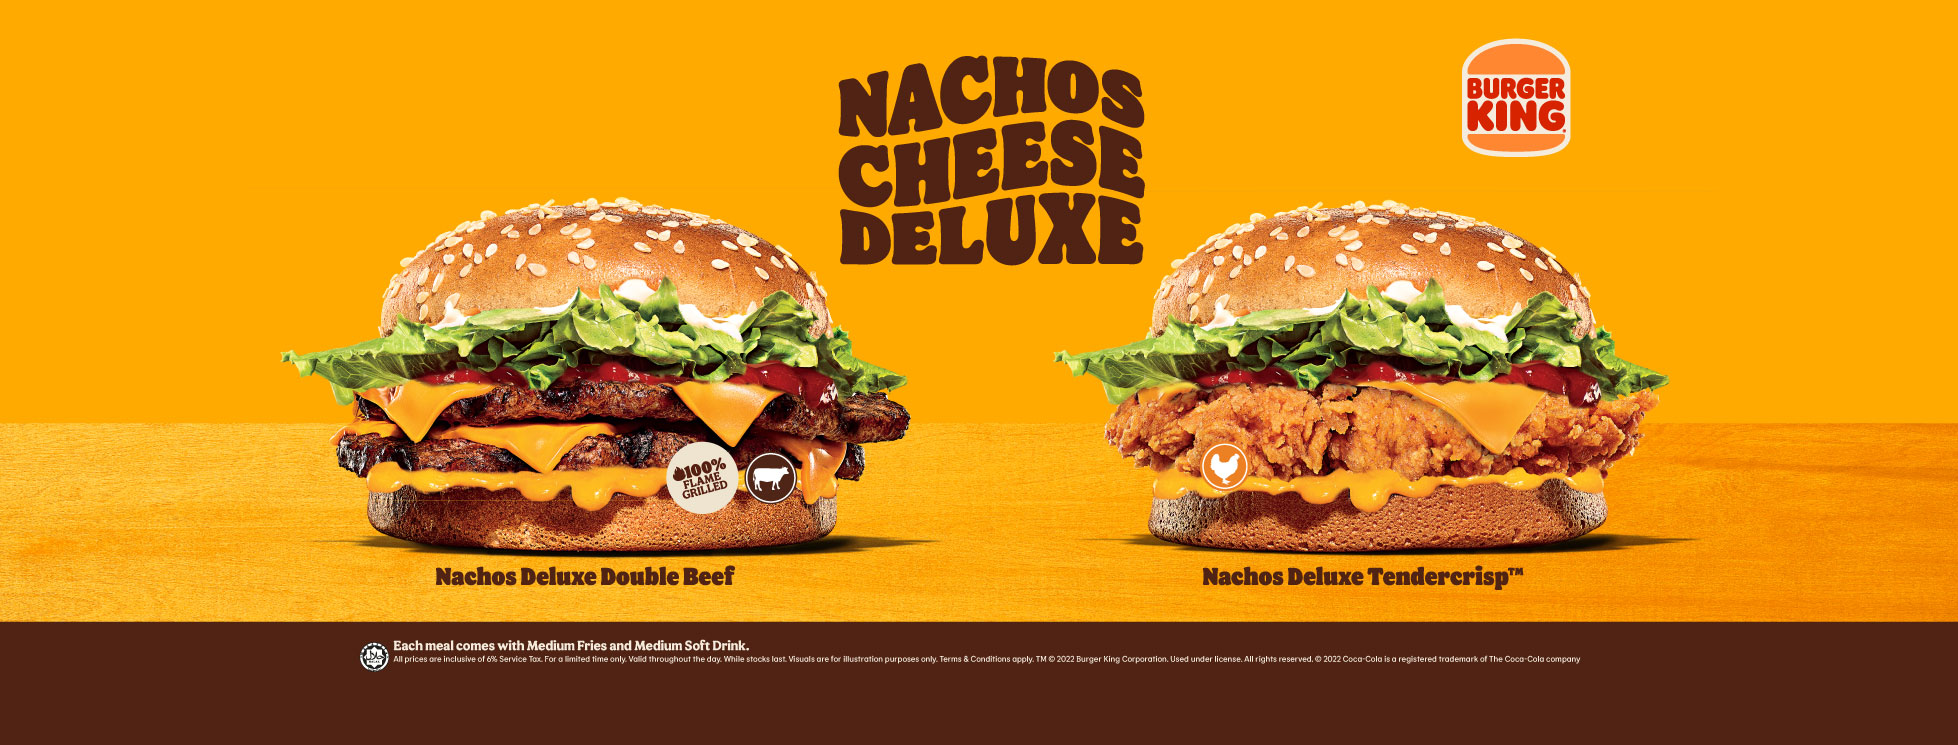 NACHOS
CHEESE
DELUXE
BURGER
KING
100%
FLAME
GRILLED
Nachos Deluxe Double Beef
Nachos Deluxe Tendercrisp™
Each meal comes with Medium Fries and Medium Soft Drink.
All prices are inclusive of 6% Service Tax. For a limited time only. Valid throughout the day. While stocks last. Visuals are for illustration purposes only. Terms & Conditions apply. TM © 2022 Burger King Corporation. Used under license. All rights reserved. © 2022 Coca-Cola is a registered trademark of The Coca-Cola company